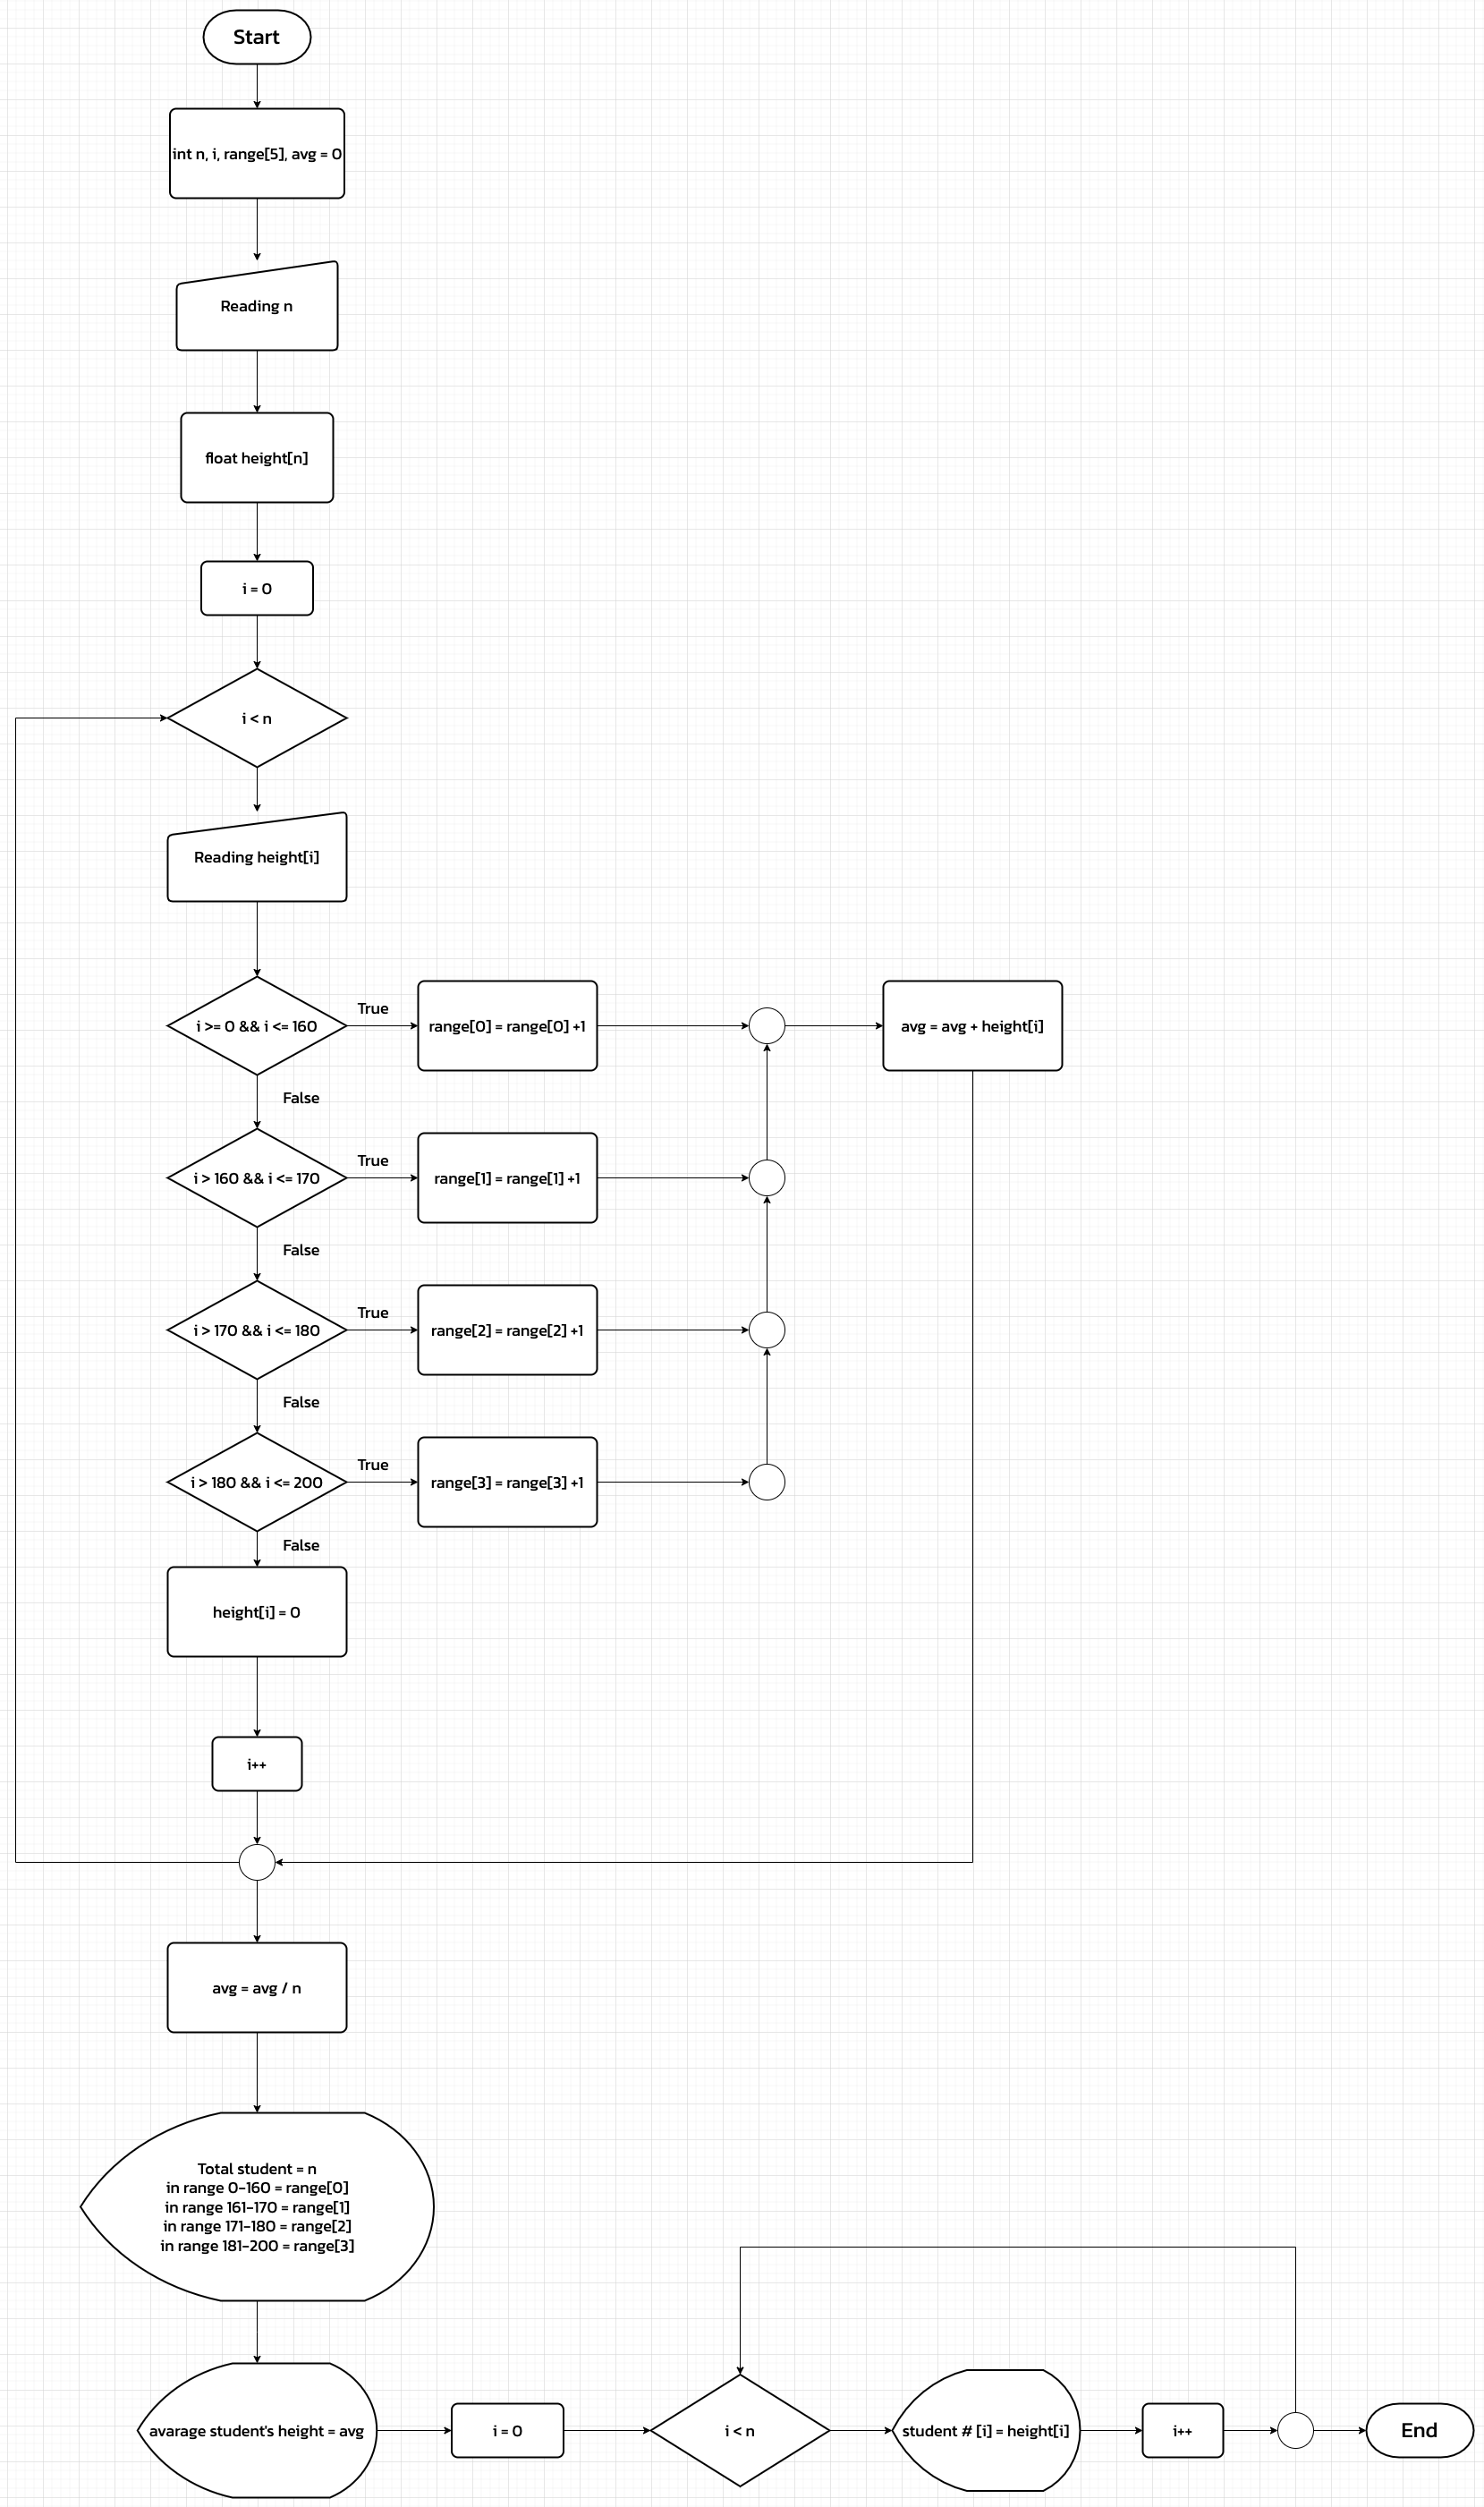 Start
int n, i, range[5], avg = 0
Reading n
float height[n]
i = 0
i < n
Reading height[i]
i >= 0 && i <= 160
True
range[0] = range[0] +1
avg = avg + height[i]
False
i > 160 && i <= 170
True
range[1] = range[1] +1
False
i > 170 && i <= 180
True
range[2] = range[2] +1
False
i > 180 && i <= 200
True
range[3] = range[3] +1
False
height[i] = 0
i++
avg = avg / n
Total student = n
in range 0-160 = range[0]
in range 161-170 = range[1]
in range 171-180 = range[2]
in range 181-200 = range[3]
avarage student's height = avg
i = 0
i < n
student # [i] = height[i]
i++
End